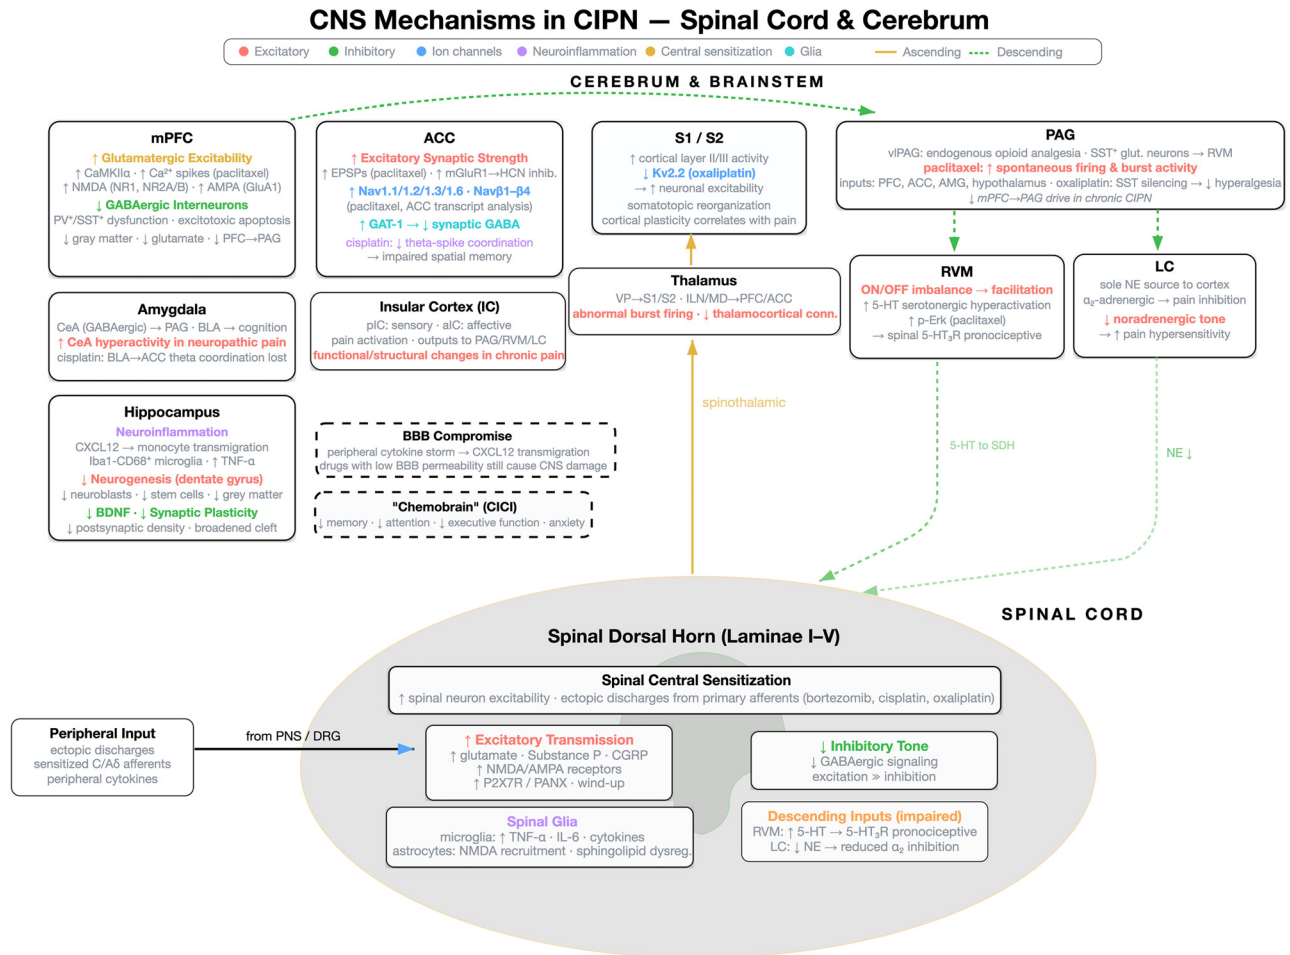 CNS Mechanisms in CIPN — Spinal Cord & Cerebrum
Excitatory Inhibitory Ion channels Neuroinflammation Central sensitization Glia Ascending Descending
CEREBRUM & BRAINSTEM
mPFC
↑ Glutamatergic Excitability
↑ CaMKIIα · ↑ Ca²⁺ spikes (paclitaxel)
↑ NMDA (NR1, NR2A/B) · ↑ AMPA (GluA1)
↓ GABAergic Interneurons
PV⁺/SST⁺ dysfunction · excitotoxic apoptosis
↓ gray matter · ↓ glutamate · ↓ PFC→PAG
ACC
↑ Excitatory Synaptic Strength
↑ EPSPs (paclitaxel) · ↑ mGluR1→HCN inhib.
↑ Nav1.1/1.2/1.3/1.6 · Navβ1–β4
(paclitaxel, ACC transcript analysis)
↑ GAT-1 → ↓ synaptic GABA
cisplatin: ↓ theta-spike coordination
→ impaired spatial memory
S1 / S2
↑ cortical layer II/III activity
↓ Kv2.2 (oxaliplatin)
→ ↑ neuronal excitability
somatotopic reorganization
cortical plasticity correlates with pain
PAG
vlPAG: endogenous opioid analgesia · SST⁺ glut. neurons → RVM
paclitaxel: ↑ spontaneous firing & burst activity
inputs: PFC, ACC, AMG, hypothalamus · oxaliplatin: SST silencing → ↓ hyperalgesia
↓ mPFC→PAG drive in chronic CIPN
Thalamus
VP→S1/S2 · ILN/MD→PFC/ACC
abnormal burst firing · ↓ thalamocortical conn.
RVM
ON/OFF imbalance → facilitation
↑ 5-HT serotonergic hyperactivation
↑ p-Erk (paclitaxel)
→ spinal 5-HT₃R pronociceptive
LC
sole NE source to cortex
α₂-adrenergic → pain inhibition
↓ noradrenergic tone
→ ↑ pain hypersensitivity
Amygdala
CeA (GABAergic) → PAG · BLA → cognition
↑ CeA hyperactivity in neuropathic pain
cisplatin: BLA→ACC theta coordination lost
Insular Cortex (IC)
pIC: sensory · aIC: affective
pain activation · outputs to PAG/RVM/LC
functional/structural changes in chronic pain
Hippocampus
Neuroinflammation
CXCL12 → monocyte transmigration
Iba1-CD68⁺ microglia · ↑ TNF-α
↓ Neurogenesis (dentate gyrus)
↓ neuroblasts · ↓ stem cells · ↓ grey matter
↓ BDNF · ↓ Synaptic Plasticity
↓ postsynaptic density · broadened cleft
BBB Compromise
peripheral cytokine storm → CXCL12 transmigration
drugs with low BBB permeability still cause CNS damage
"Chemobrain" (CICI)
↓ memory · ↓ attention · ↓ executive function · anxiety
spinothalamic
5-HT to SDH
NE ↓
SPINAL CORD
Spinal Dorsal Horn (Laminae I–V)
Spinal Central Sensitization
↑ spinal neuron excitability · ectopic discharges from primary afferents (bortezomib, cisplatin, oxaliplatin)
Peripheral Input
ectopic discharges
sensitized C/Aδ afferents
peripheral cytokines
from PNS / DRG
↑ Excitatory Transmission
↑ glutamate · Substance P · CGRP
↑ NMDA/AMPA receptors
↑ P2X7R / PANX · wind-up
↓ Inhibitory Tone
↓ GABAergic signaling
excitation » inhibition
Spinal Glia
microglia: ↑ TNF-α · IL-6 · cytokines
astrocytes: NMDA recruitment · sphingolipid dysreg.
Descending Inputs (impaired)
RVM: ↑ 5-HT → 5-HT₃R pronociceptive
LC: ↓ NE → reduced α₂ inhibition